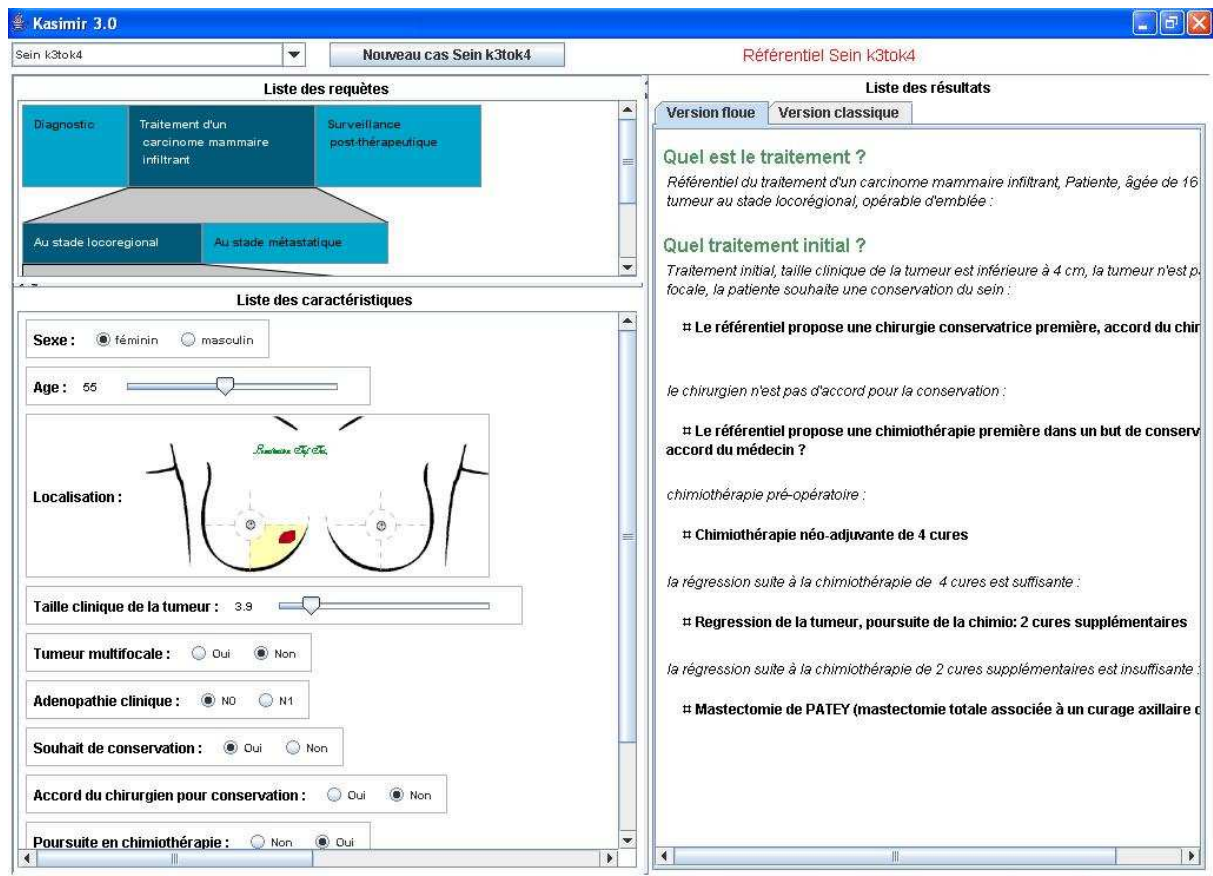 Kasimir 3.0
Sein k3tok4
Nouveau cas Sein k3tok4
Référentiel Sein k3tok4
Liste des requètes
Diagnostic
Traitement d'un
carcinome mammaire
infiltrant
Surveillance
post-thérapeutique
Au stade locoregional
Au stade métastatique
Liste des caractéristiques
Sexe : féminin masculin
Age : 55
Localisation :
Taille clinique de la tumeur : 3.9
Tumeur multifocale : Oui Non
Adenopathie clinique : N0 N1
Souhait de conservation : Oui Non
Accord du chirurgien pour conservation : Oui Non
Poursuite en chimiothérapie : Non Oui
Liste des résultats
Version floue Version classique
Quel est le traitement ?
Référentiel du traitement d'un carcinome mammaire infiltrant, Patiente, âgée de 16
tumeur au stade locorégional, opérable d'emblée :
Quel traitement initial ?
Traitement initial, taille clinique de la tumeur est inférieure à 4 cm, la tumeur n'est pa
focale, la patiente souhaite une conservation du sein :
⌗ Le référentiel propose une chirurgie conservatrice première, accord du chir
le chirurgien n'est pas d'accord pour la conservation :
⌗ Le référentiel propose une chimiothérapie première dans un but de conserv
accord du médecin ?
chimiothérapie pré-opératoire :
⌗ Chimiothérapie néo-adjuvante de 4 cures
la régression suite à la chimiothérapie de 4 cures est suffisante :
⌗ Regression de la tumeur, poursuite de la chimio: 2 cures supplémentaires
la régression suite à la chimiothérapie de 2 cures supplémentaires est insuffisante :
⌗ Mastectomie de PATEY (mastectomie totale associée à un curage axillaire d